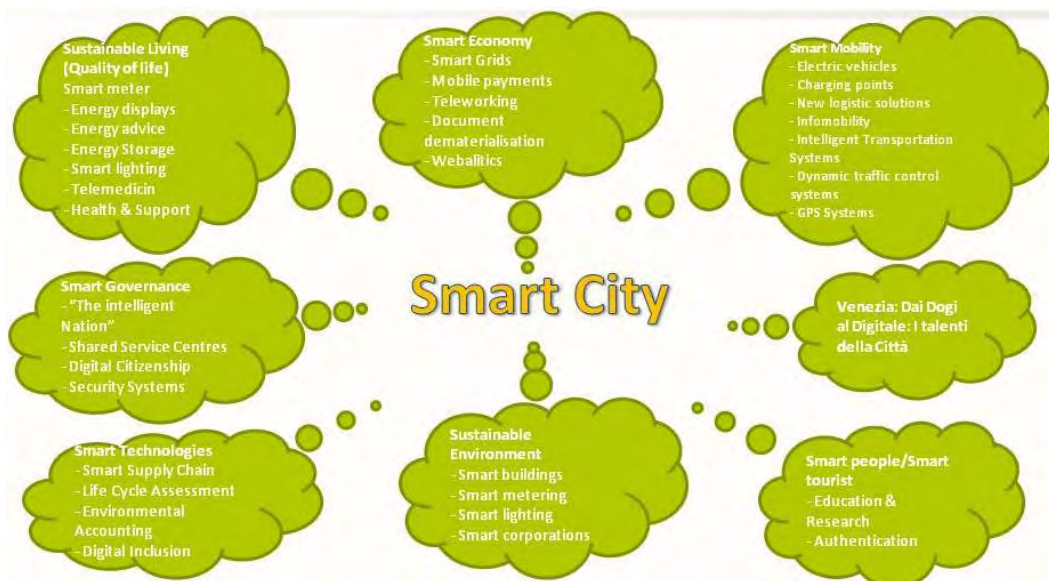 Sustainable Living
(Quality of life)
Smart meter
- Energy displays
- Energy advice
- Energy Storage
- Smart lighting
- Telemedicin
- Health & Support
Smart Economy
- Smart Grids
- Mobile payments
- Teleworking
- Document
dematerialisation
- Webalitics
Smart Mobility
- Electric vehicles
- Charging points
- New logistic solutions
- Infomobility
- Intelligent Transportation
Systems
- Dynamic traffic control
systems
- GPS Systems
Smart Governance
- "The intelligent
Nation"
- Shared Service Centres
- Digital Citizenship
- Security Systems
Smart City
Venezia: Dai Dogi
al Digitale: I talenti
della Città
Smart Technologies
- Smart Supply Chain
- Life Cycle Assessment
- Environmental
Accounting
- Digital Inclusion
Sustainable
Environment
- Smart buildings
- Smart metering
- Smart lighting
- Smart corporations
Smart people/Smart
tourist
- Education &
Research
- Authentication